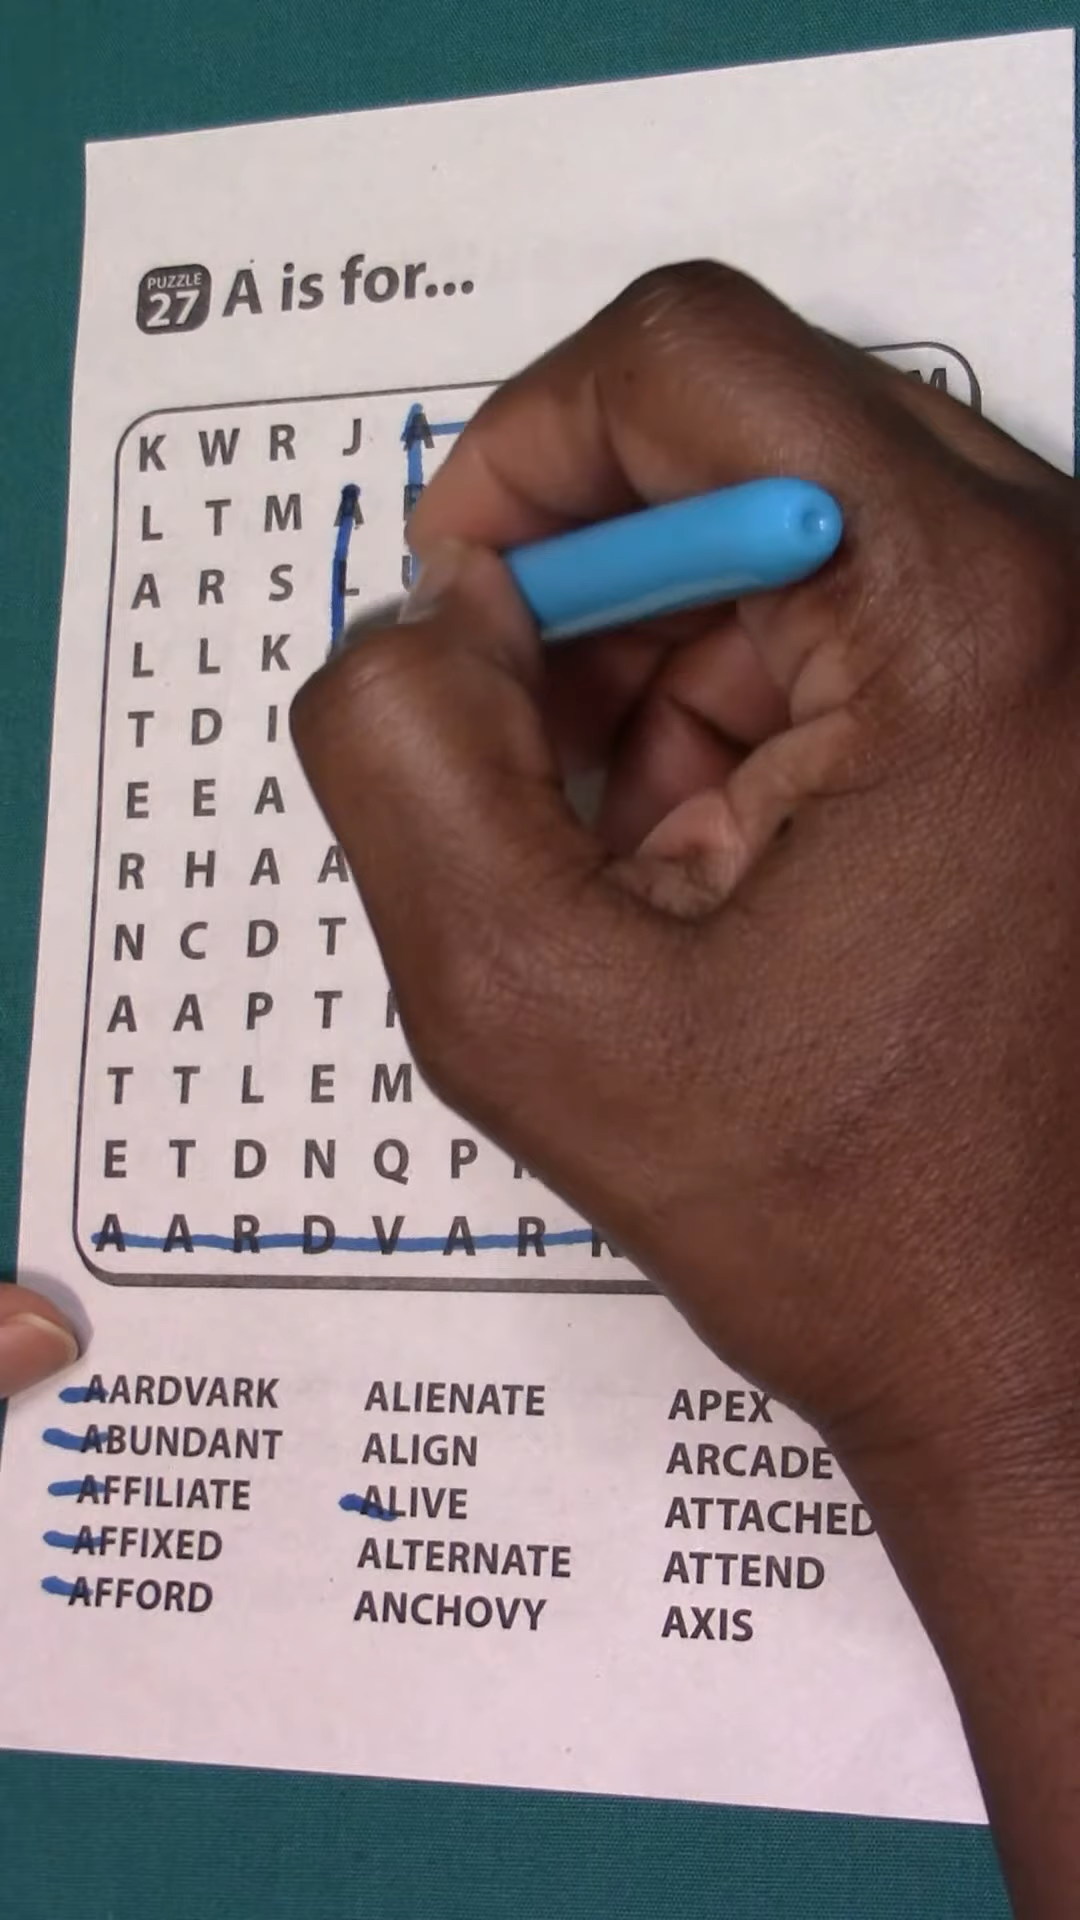 PUZZLE
27
A is for...
K W R J A M
L T M A
A R S L U
L L K
T D I
E E A
R H A A
N C D T
A A P T
T T L E M
E T D N Q P
A A R D V A R K
AARDVARK ALIENATE APEX
ABUNDANT ALIGN ARCADE
AFFILIATE ALIVE ATTACHED
AFFIXED ALTERNATE ATTEND
AFFORD ANCHOVY AXIS